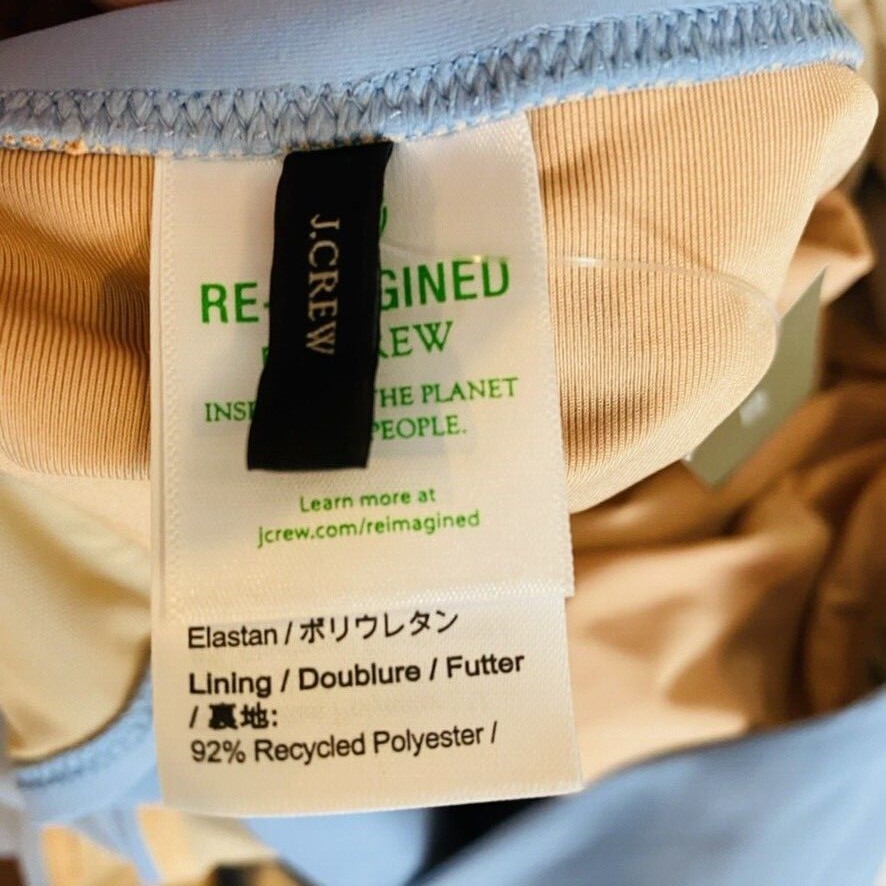 J.CREW
RE- GINED
REW
INS HE PLANET
PEOPLE.
Learn more at
jcrew.com/reimagined
Elastan / ポリウレタン
Lining / Doublure / Futter
/ 裏地:
92% Recycled Polyester /